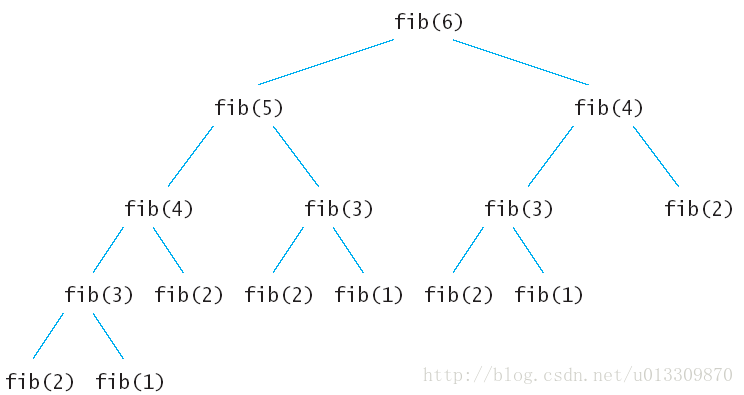 fib(6)
fib(5) fib(4)
fib(4) fib(3) fib(3) fib(2)
fib(3) fib(2) fib(2) fib(1) fib(2) fib(1)
fib(2) fib(1)
http://blog.csdn.net/u013309870